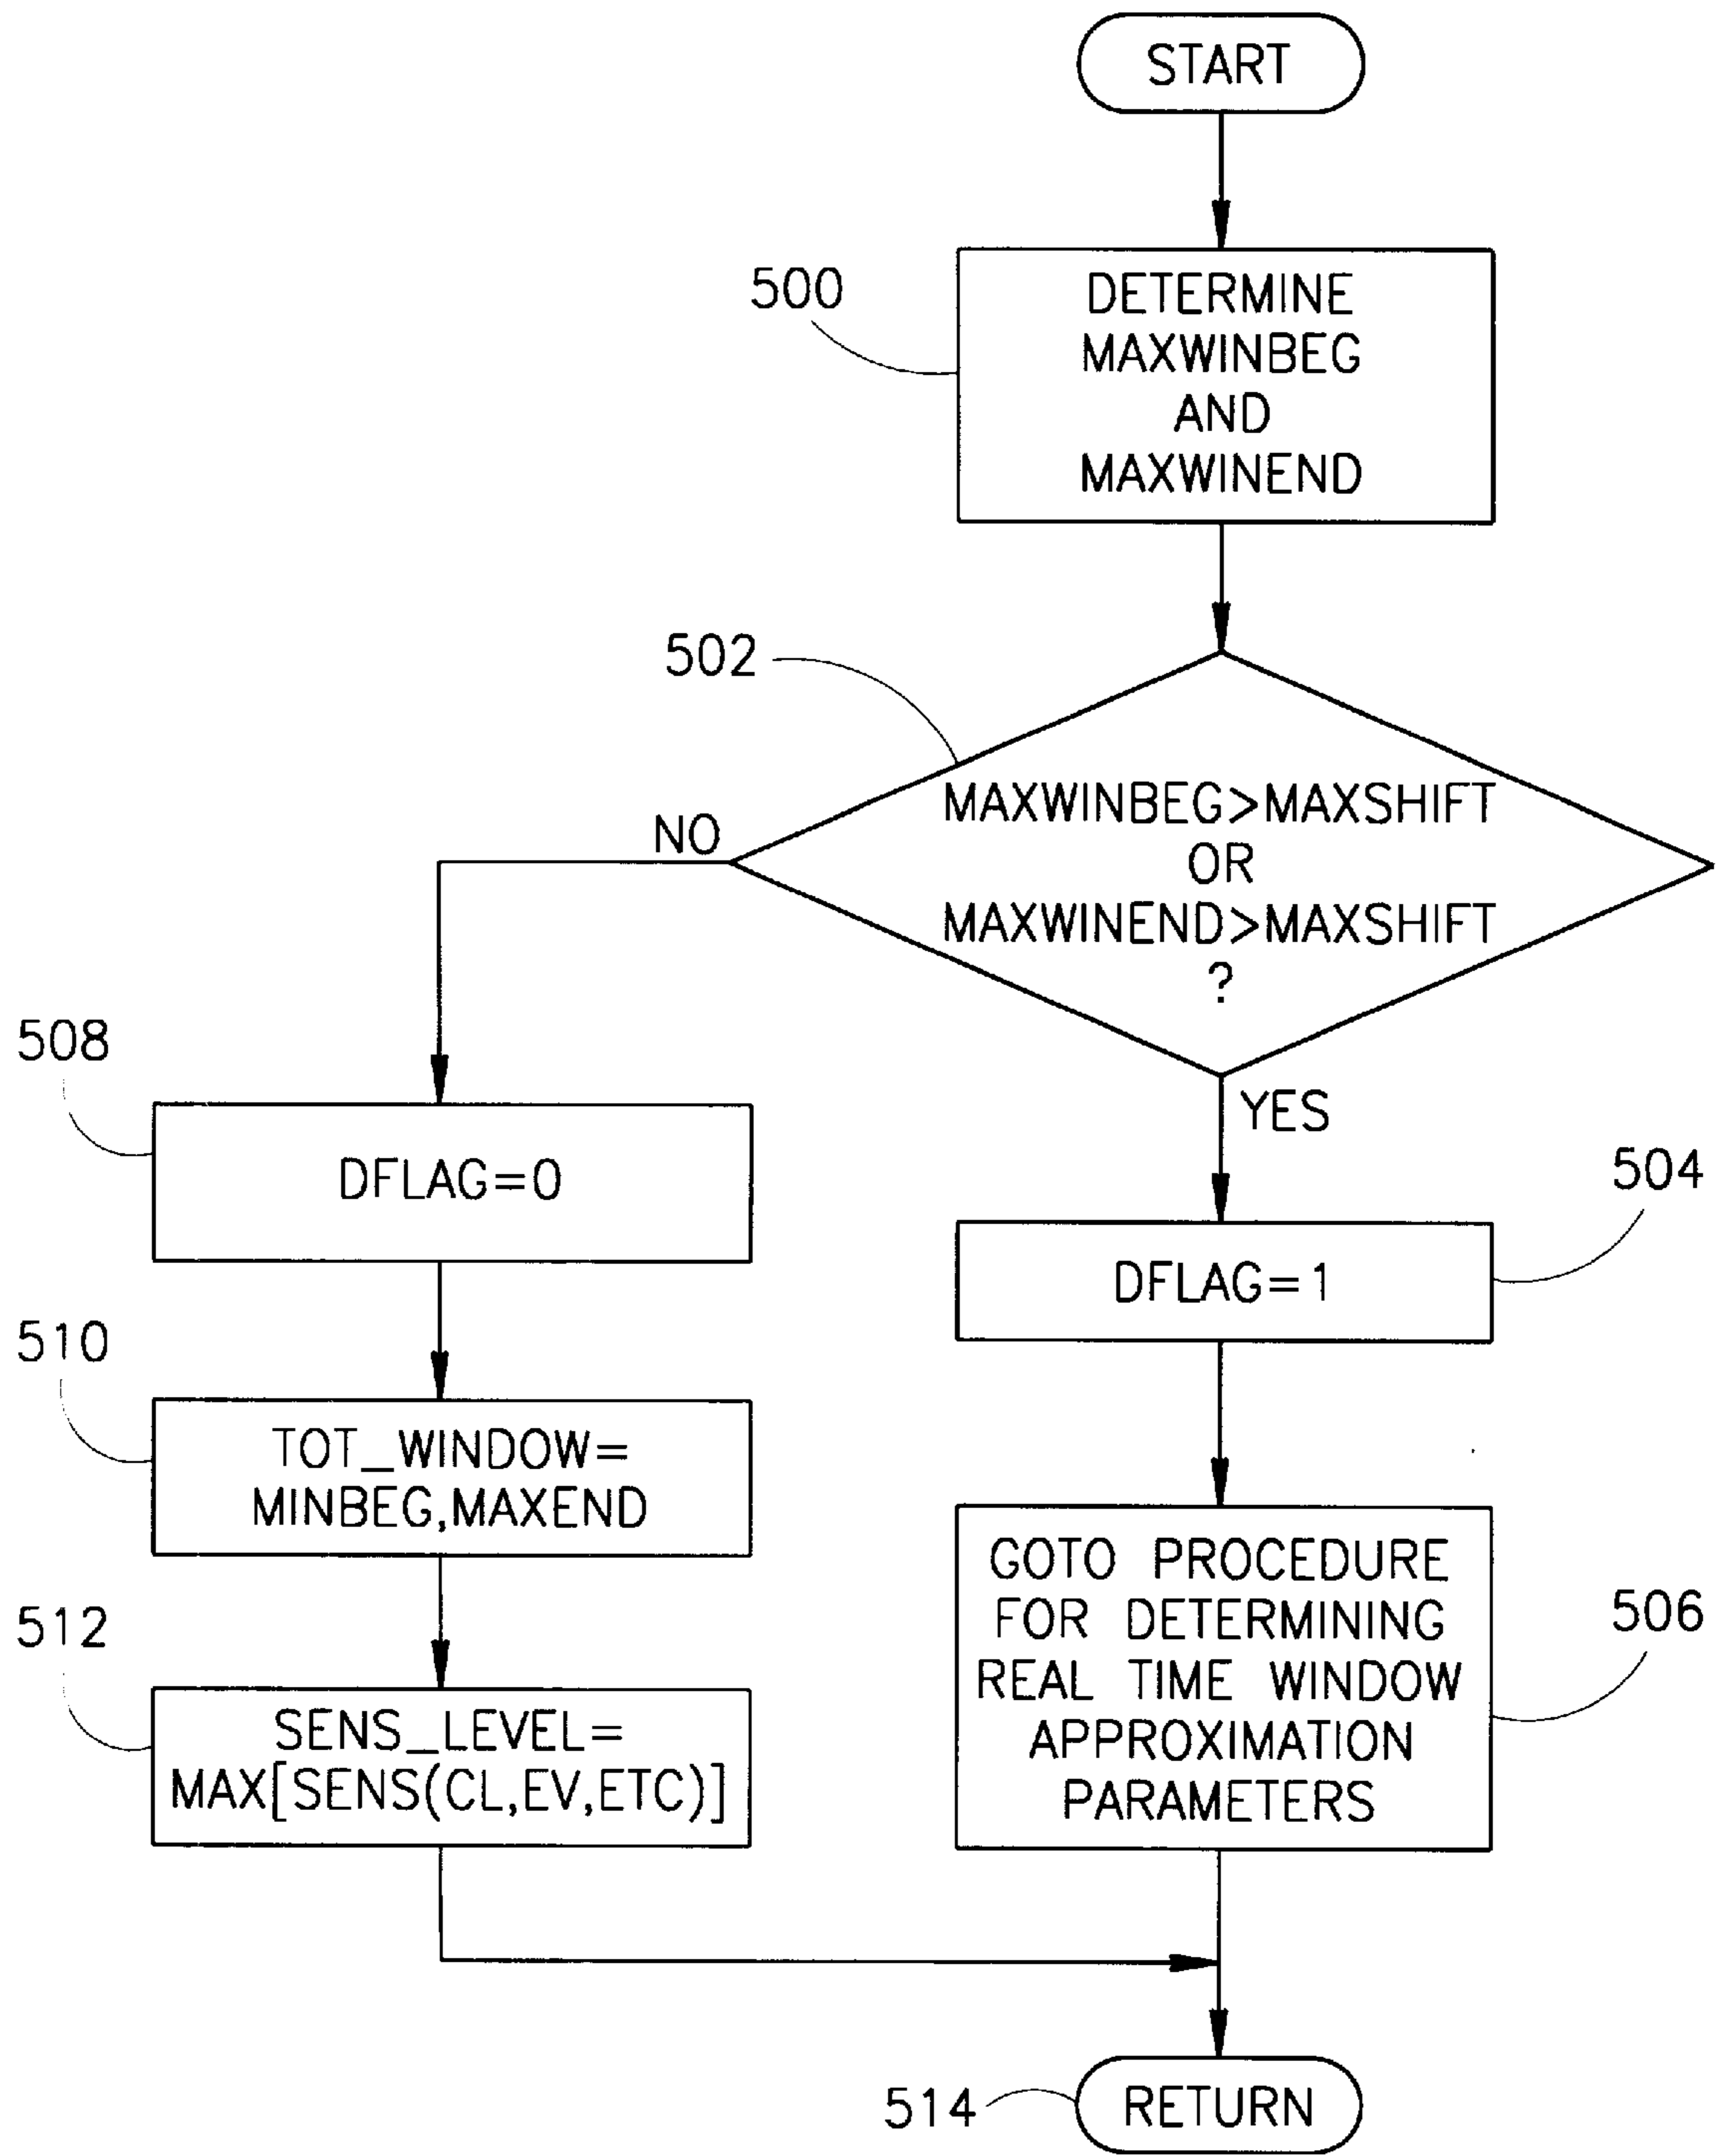 START
500
DETERMINE
MAXWINBEG
AND
MAXWINEND
502
MAXWINBEG>MAXSHIFT
OR
MAXWINEND>MAXSHIFT
?
NO
YES
508
DFLAG=0
504
DFLAG=1
510
TOT_WINDOW=
MINBEG,MAXEND
512
SENS_LEVEL=
MAX[SENS(CL,EV,ETC)]
506
GOTO PROCEDURE
FOR DETERMINING
REAL TIME WINDOW
APPROXIMATION
PARAMETERS
514
RETURN